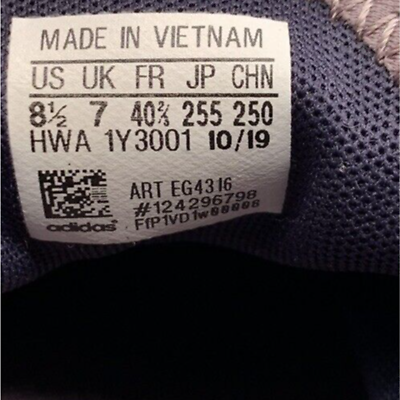 MADE IN VIETNAM
US UK FR JP CHN
8½ 7 40⅔ 255 250
HWA 1Y3001 10/19
ART EG4316
#124296798
adidas FfP1VD1w00006